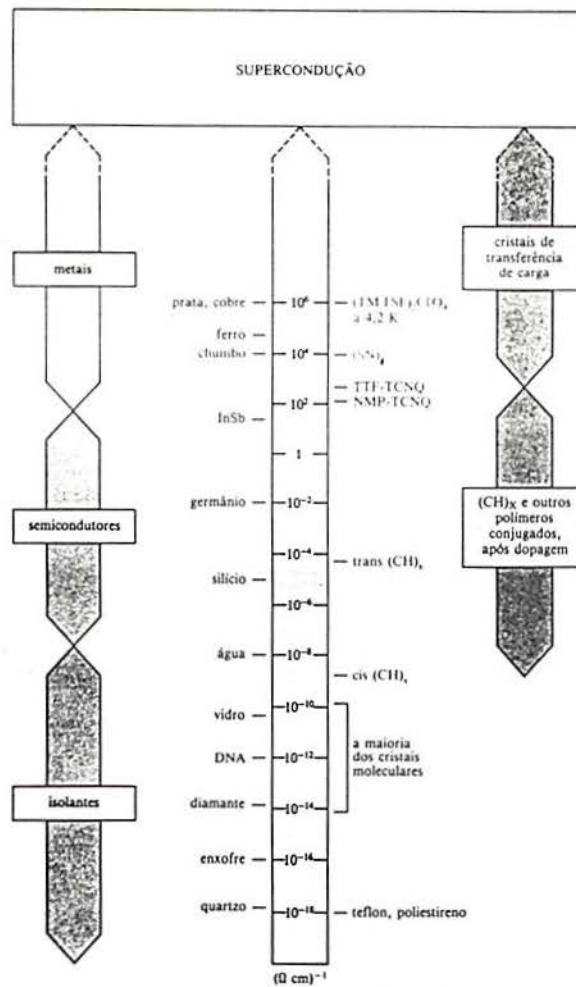 SUPERCONDUÇÃO
metais
semicondutores
isolantes
prata, cobre
ferro
chumbo
InSb
germânio
silício
água
vidro
DNA
diamante
enxofre
quartzo
10⁶
10⁴
10²
1
10⁻²
10⁻⁴
10⁻⁶
10⁻⁸
10⁻¹⁰
10⁻¹²
10⁻¹⁴
10⁻¹⁴
10⁻¹⁸
(Ω cm)⁻¹
a 4,2 K
TTF-TCNQ
NMP-TCNQ
trans (CH)ₓ
cis (CH)ₓ
a maioria
dos cristais
moleculares
teflon, poliestireno
cristais de
transferência
de carga
(CH)X e outros
polímeros
conjugados,
após dopagem